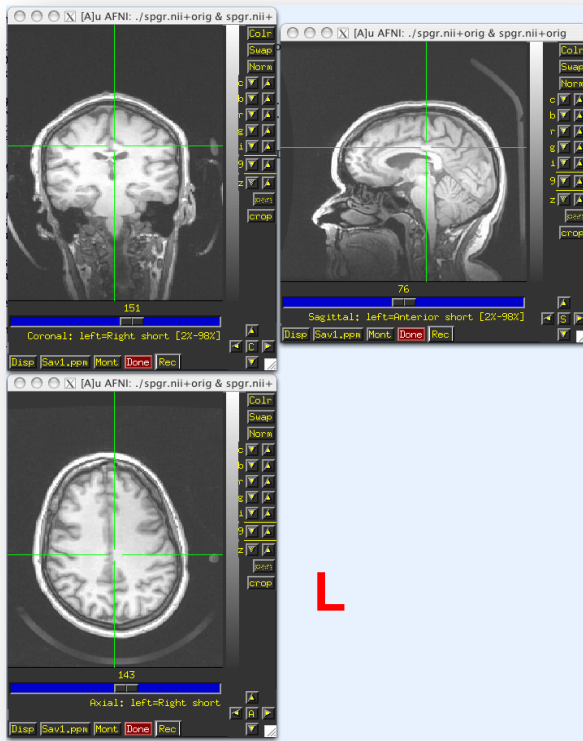 [A]u AFNI: ./spgr.nii+orig & spgr.nii+
Colr
Swap
Norm
c
b
r
g
i
9
z
pan
crop
151
Coronal: left=Right short [2%-98%]
Disp Sav1.ppm Mont Done Rec
C
[A]u AFNI: ./spgr.nii+orig & spgr.nii+orig
Colr
Swap
Norm
c
b
r
g
i
9
z
pan
crop
76
Sagittal: left=Anterior short [2%-98%]
Disp Sav1.ppm Mont Done Rec
S
[A]u AFNI: ./spgr.nii+orig & spgr.nii+
Colr
Swap
Norm
c
b
r
g
i
9
z
pan
crop
143
Axial: left=Right short
Disp Sav1.ppm Mont Done Rec
A
L